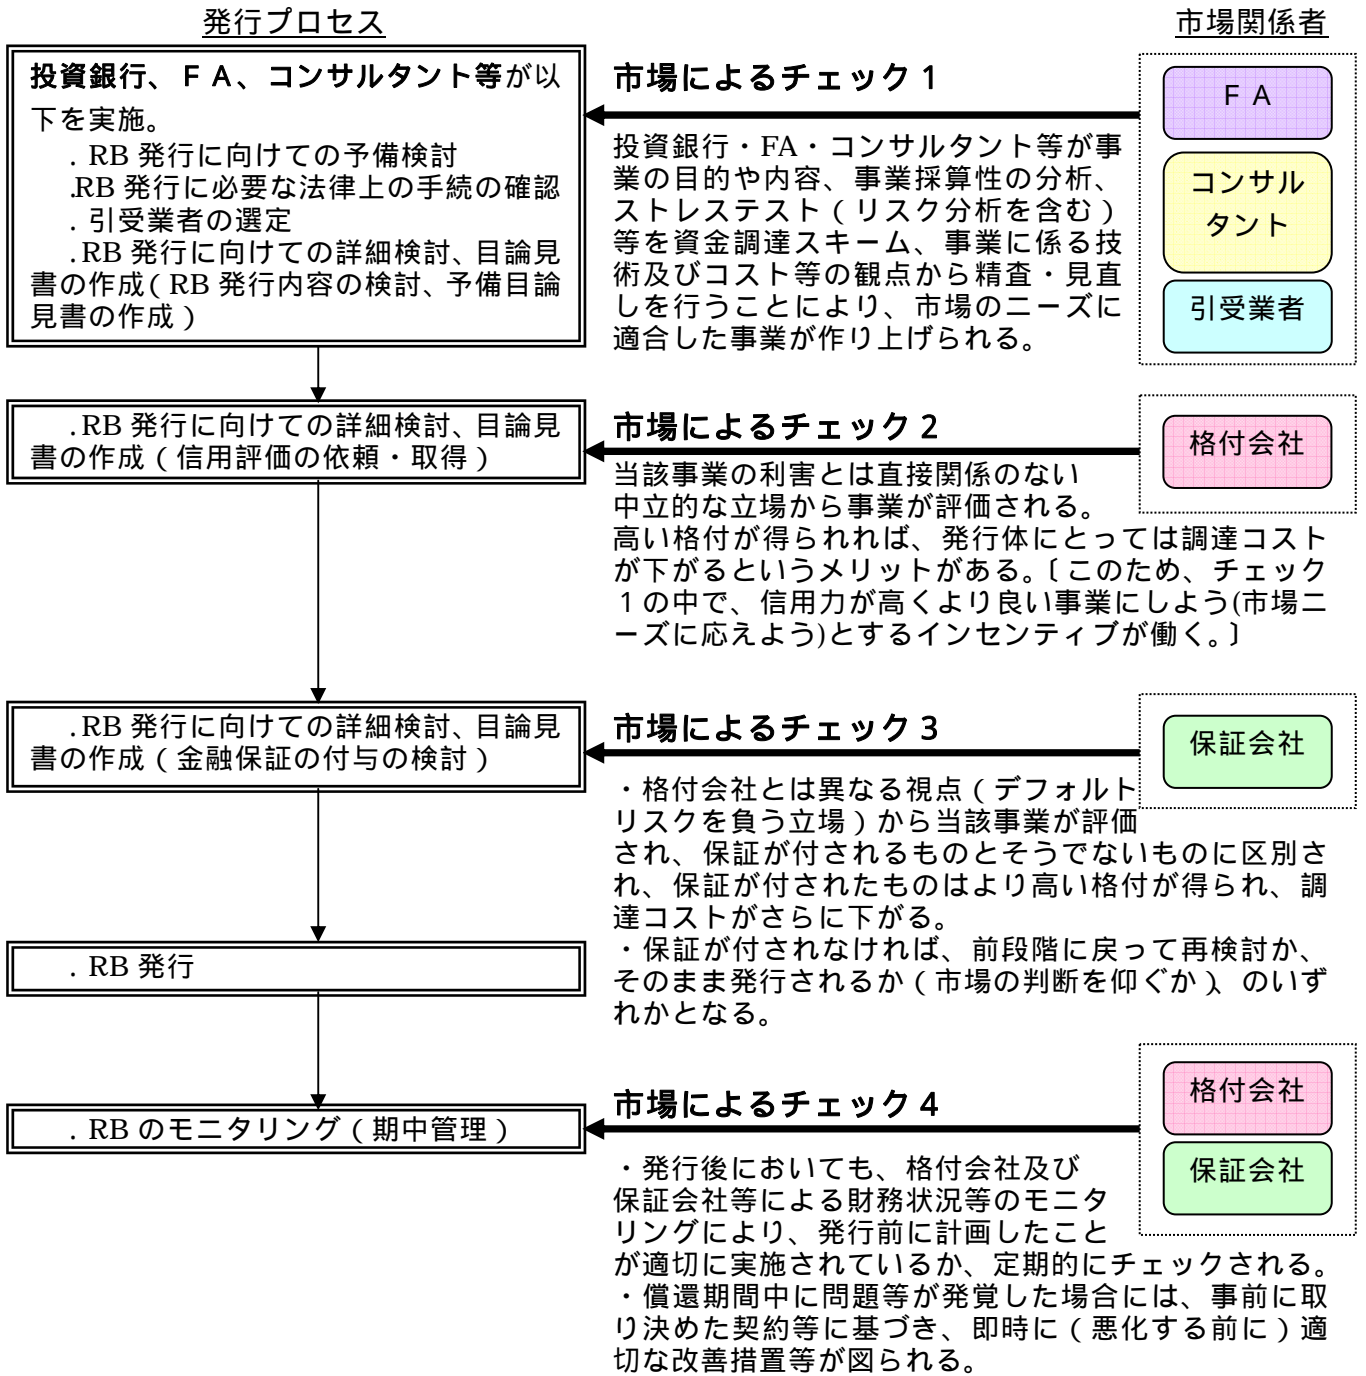 発行プロセス
市場関係者
投資銀行、ＦＡ、コンサルタント等が以
下を実施。
．RB 発行に向けての予備検討
.RB 発行に必要な法律上の手続の確認
．引受業者の選定
.RB 発行に向けての詳細検討、目論見
書の作成（RB 発行内容の検討、予備目論
見書の作成）
市場によるチェック１
投資銀行・FA・コンサルタント等が事
業の目的や内容、事業採算性の分析、
ストレステスト（リスク分析を含む）
等を資金調達スキーム、事業に係る技
術及びコスト等の観点から精査・見直
しを行うことにより、市場のニーズに
適合した事業が作り上げられる。
ＦＡ
コンサル
タント
引受業者
.RB 発行に向けての詳細検討、目論見
書の作成（信用評価の依頼・取得）
市場によるチェック２
当該事業の利害とは直接関係のない
中立的な立場から事業が評価される。
高い格付が得られれば、発行体にとっては調達コスト
が下がるというメリットがある。〔このため、チェック
１の中で、信用力が高くより良い事業にしよう(市場ニ
ーズに応えよう)とするインセンティブが働く。〕
格付会社
.RB 発行に向けての詳細検討、目論見
書の作成（金融保証の付与の検討）
市場によるチェック３
・格付会社とは異なる視点（デフォルト
リスクを負う立場）から当該事業が評価
され、保証が付されるものとそうでないものに区別さ
れ、保証が付されたものはより高い格付が得られ、調
達コストがさらに下がる。
・保証が付されなければ、前段階に戻って再検討か、
そのまま発行されるか（市場の判断を仰ぐか）、のいず
れかとなる。
保証会社
．RB 発行
．RB のモニタリング（期中管理）
市場によるチェック４
・発行後においても、格付会社及び
保証会社等による財務状況等のモニタ
リングにより、発行前に計画したこと
が適切に実施されているか、定期的にチェックされる。
・償還期間中に問題等が発覚した場合には、事前に取
り決めた契約等に基づき、即時に（悪化する前に）適
切な改善措置等が図られる。
格付会社
保証会社